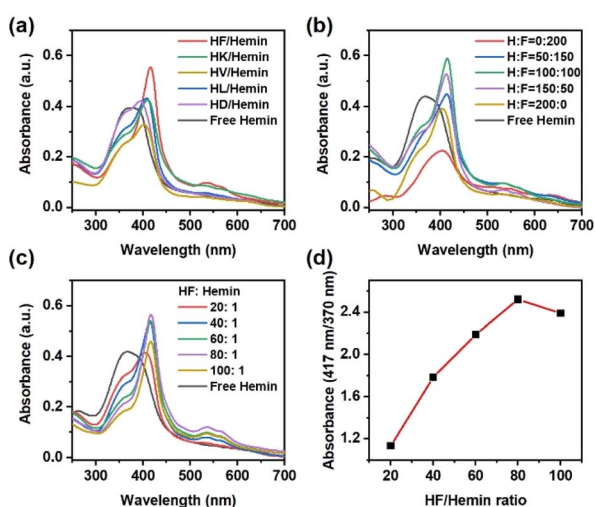 (a)
Absorbance (a.u.)
0.6
0.4
0.2
0.0
HF/Hemin
HK/Hemin
HV/Hemin
HL/Hemin
HD/Hemin
Free Hemin
300 400 500 600 700
Wavelength (nm)
(b)
Absorbance (a.u.)
0.6
0.4
0.2
0.0
H:F=0:200
H:F=50:150
H:F=100:100
H:F=150:50
H:F=200:0
Free Hemin
300 400 500 600 700
Wavelength (nm)
(c)
Absorbance (a.u.)
0.6
0.4
0.2
0.0
HF: Hemin
20: 1
40: 1
60: 1
80: 1
100: 1
Free Hemin
300 400 500 600 700
Wavelength (nm)
(d)
Absorbance (417 nm/370 nm)
2.4
2.0
1.6
1.2
20 40 60 80 100
HF/Hemin ratio